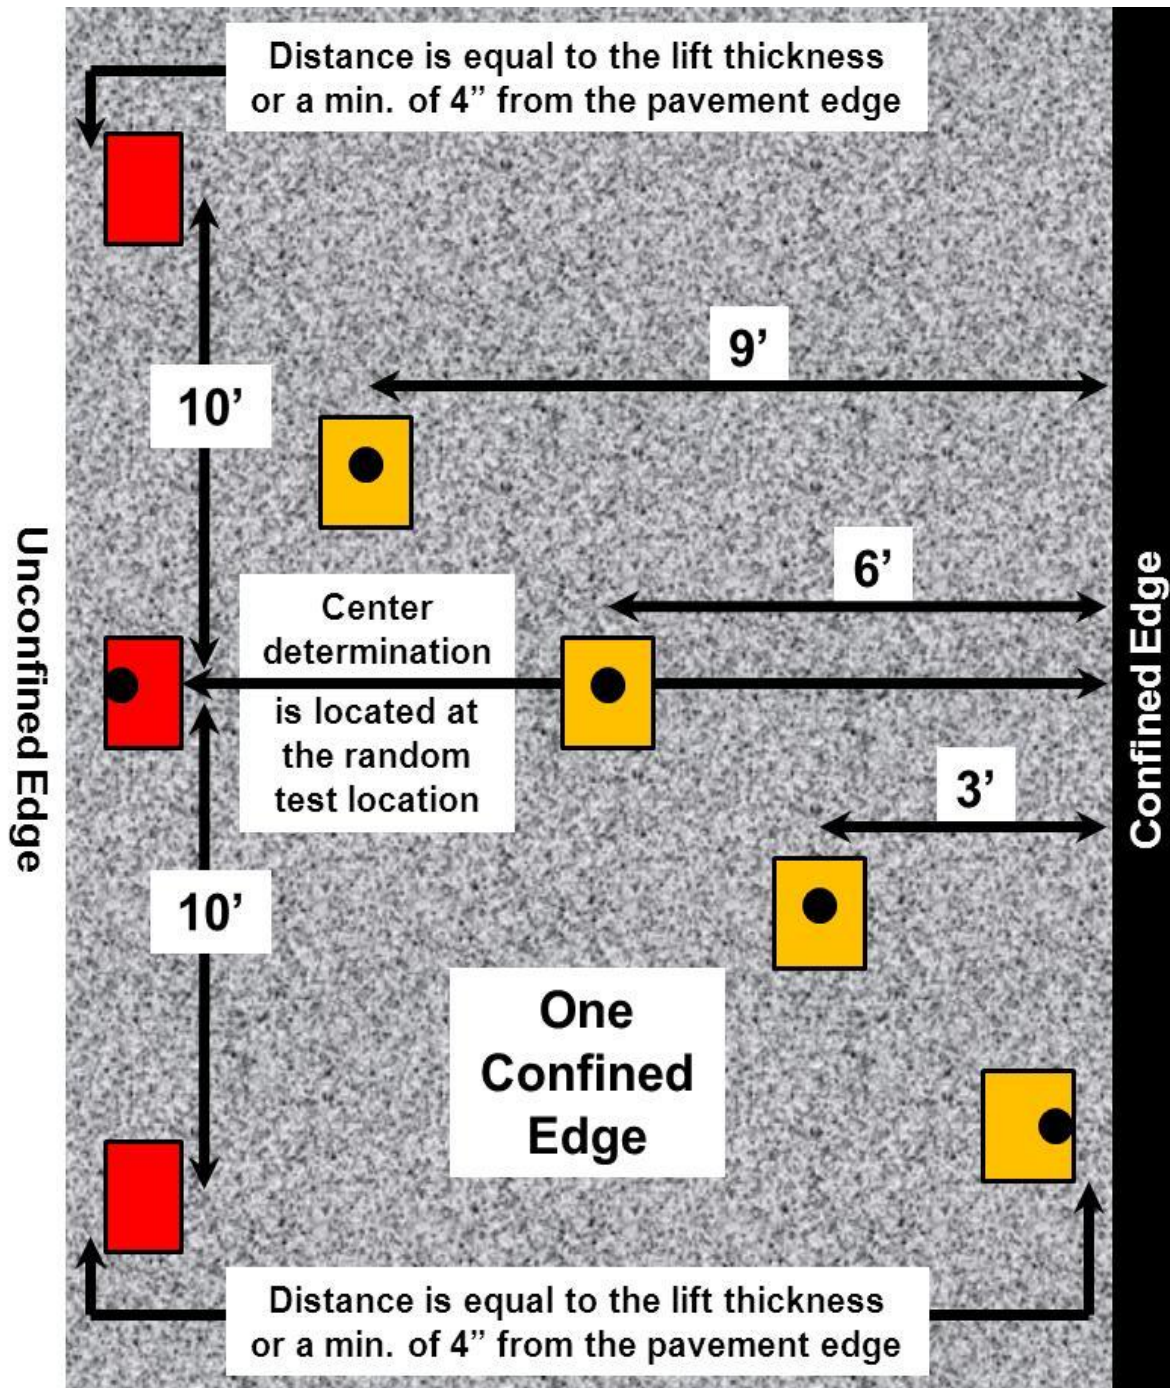 Distance is equal to the lift thickness
or a min. of 4” from the pavement edge
9’
10’
Unconfined Edge
6’
Confined Edge
Center
determination
is located at
the random
test location
3’
10’
One
Confined
Edge
Distance is equal to the lift thickness
or a min. of 4” from the pavement edge